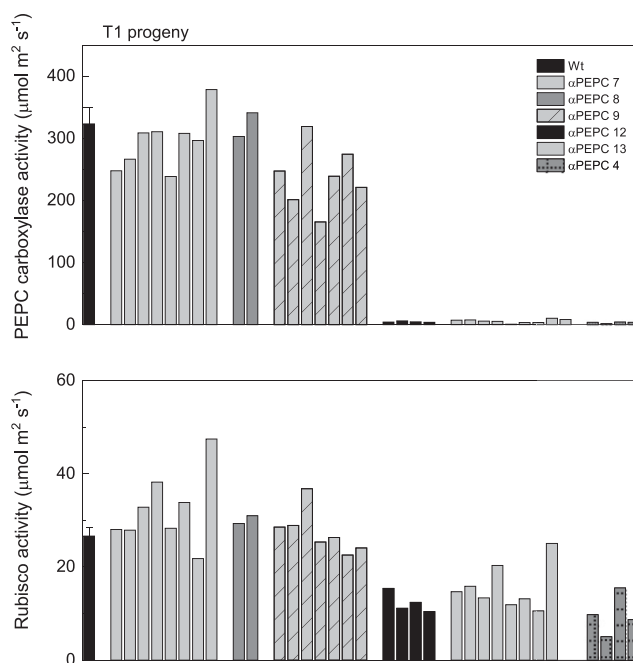 T1 progeny
PEPC carboxylase activity (μmol m² s⁻¹)
400
300
200
100
0
Wt
αPEPC 7
αPEPC 8
αPEPC 9
αPEPC 12
αPEPC 13
αPEPC 4
Rubisco activity (μmol m² s⁻¹)
60
40
20
0